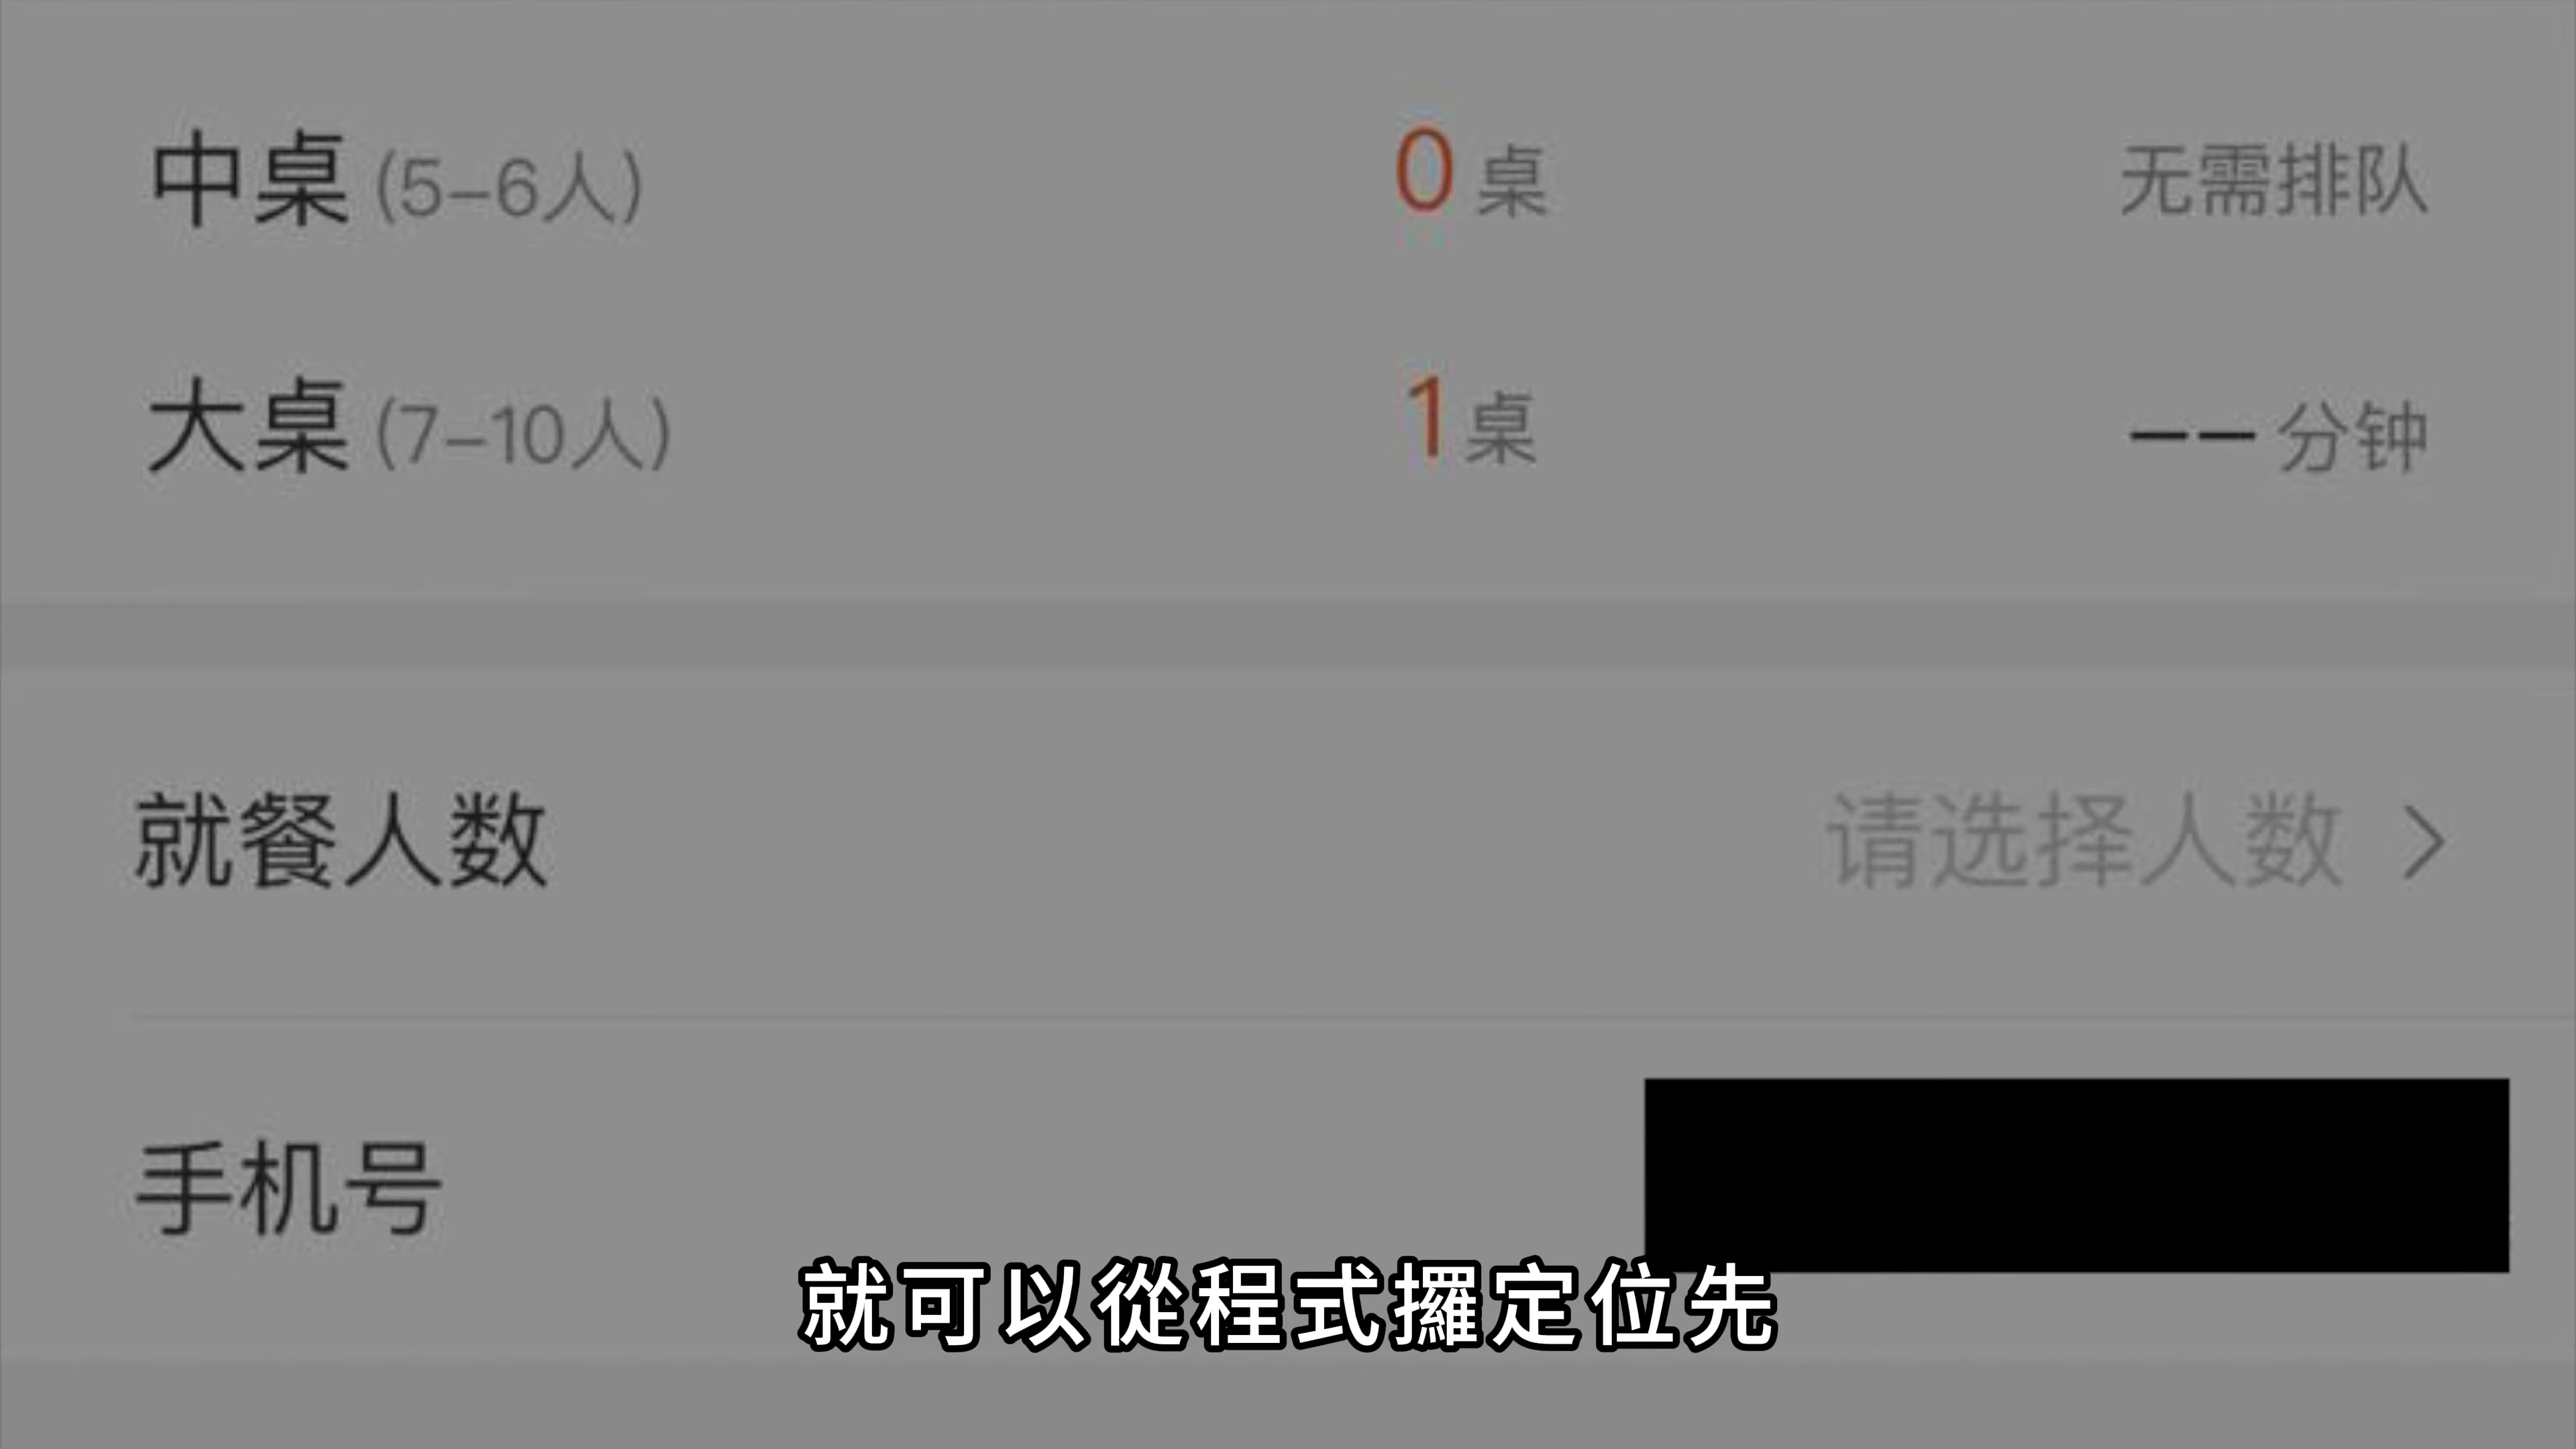 中桌 (5–6人) 0 桌 无需排队
大桌 (7–10人) 1 桌 –– 分钟
就餐人数 请选择人数 >
手机号
就可以從程式攞定位先